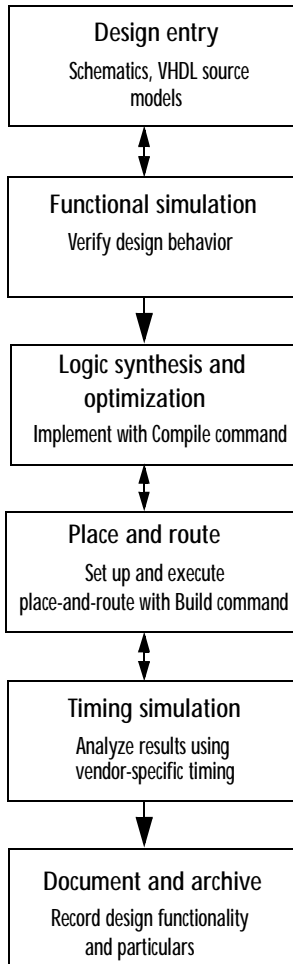 Design entry
Schematics, VHDL source
models
Functional simulation
Verify design behavior
Logic synthesis and
optimization
Implement with Compile command
Place and route
Set up and execute
place-and-route with Build command
Timing simulation
Analyze results using
vendor-specific timing
Document and archive
Record design functionality
and particulars